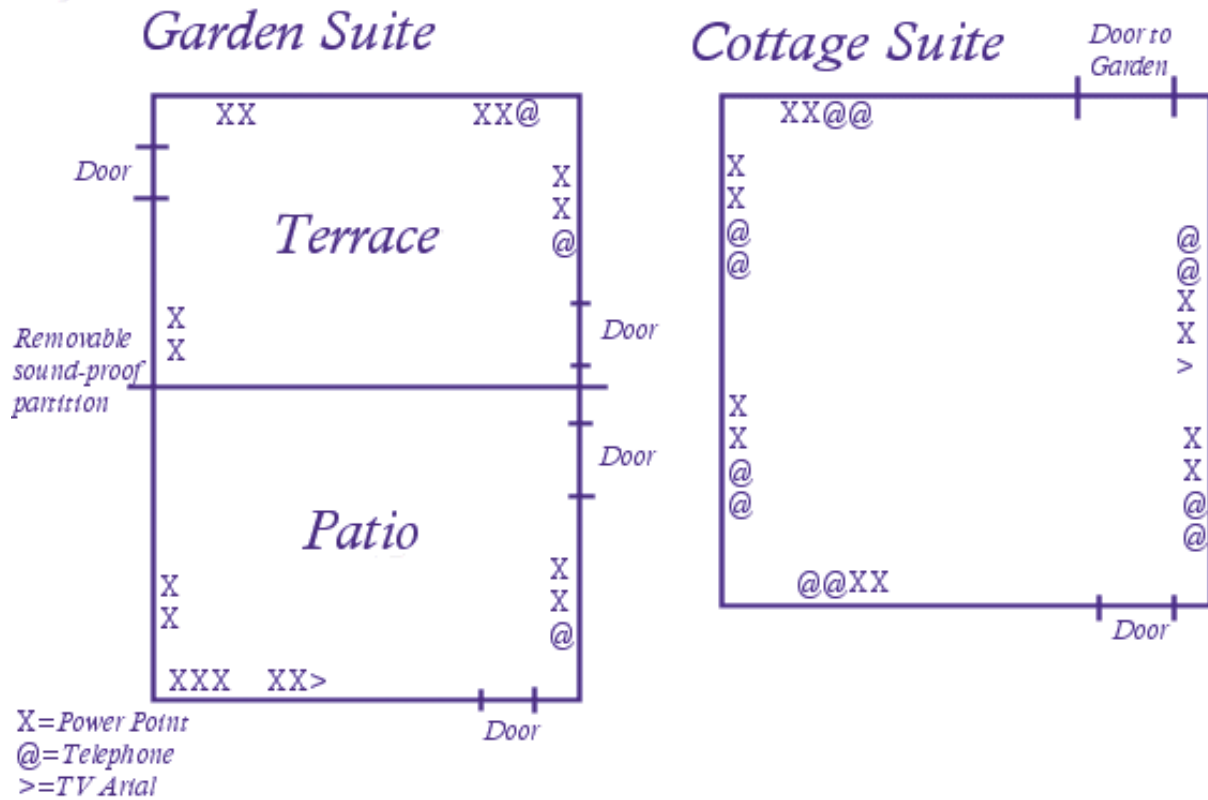 Garden Suite
Cottage Suite
Door to
Garden
XX
XX@
XX@@
Door
X
X
@
X
X
@
@
Terrace
@
@
X
X
>
X
X
Removable
sound-proof
partition
Door
X
X
@
@
X
X
@
@
Door
Patio
X
X
X
X
@
@@XX
XXX
XX>
Door
Door
X=Power Point
@=Telephone
>=TV Arial